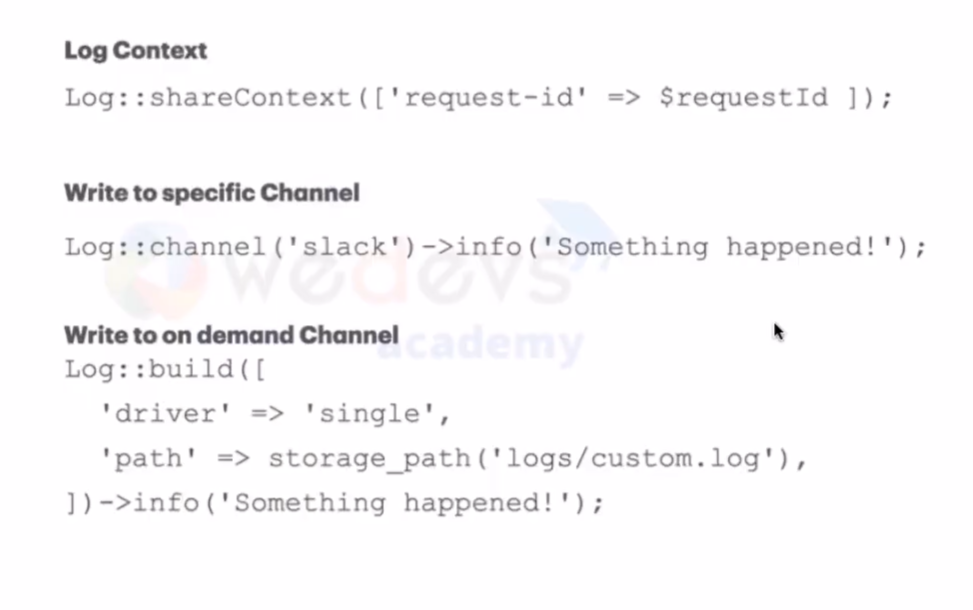 Log Context
Log::shareContext(['request-id' => $requestId ]);
Write to specific Channel
Log::channel('slack')->info('Something happened!');
wedevs
Write to on demand Channel
academy
Log::build([
'driver' => 'single',
'path' => storage_path('logs/custom.log'),
])->info('Something happened!');